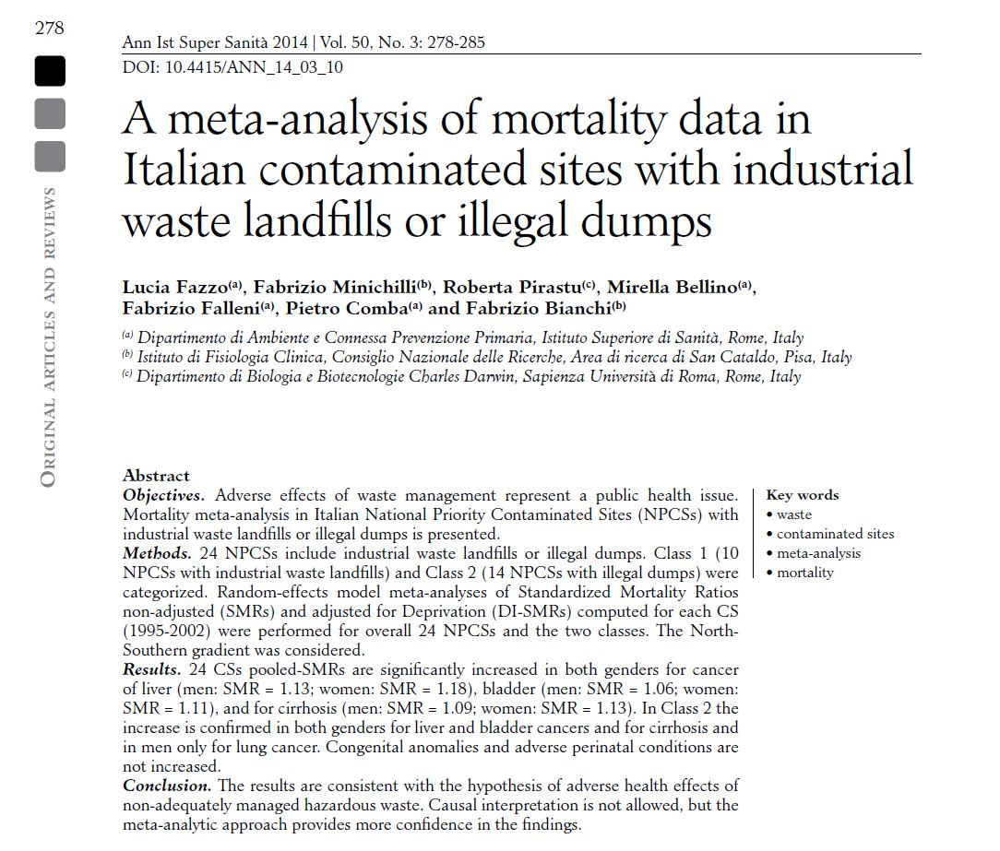 278
Ann Ist Super Sanità 2014 | Vol. 50, No. 3: 278-285
DOI: 10.4415/ANN_14_03_10
A meta-analysis of mortality data in
Italian contaminated sites with industrial
waste landfills or illegal dumps
ORIGINAL ARTICLES AND REVIEWS
Lucia Fazzo(a), Fabrizio Minichilli(b), Roberta Pirastu(c), Mirella Bellino(a),
Fabrizio Falleni(a), Pietro Comba(a) and Fabrizio Bianchi(b)
(a) Dipartimento di Ambiente e Connessa Prevenzione Primaria, Istituto Superiore di Sanità, Rome, Italy
(b) Istituto di Fisiologia Clinica, Consiglio Nazionale delle Ricerche, Area di ricerca di San Cataldo, Pisa, Italy
(c) Dipartimento di Biologia e Biotecnologie Charles Darwin, Sapienza Università di Roma, Rome, Italy
Abstract
Objectives. Adverse effects of waste management represent a public health issue.
Mortality meta-analysis in Italian National Priority Contaminated Sites (NPCSs) with
industrial waste landfills or illegal dumps is presented.
Methods. 24 NPCSs include industrial waste landfills or illegal dumps. Class 1 (10
NPCSs with industrial waste landfills) and Class 2 (14 NPCSs with illegal dumps) were
categorized. Random-effects model meta-analyses of Standardized Mortality Ratios
non-adjusted (SMRs) and adjusted for Deprivation (DI-SMRs) computed for each CS
(1995-2002) were performed for overall 24 NPCSs and the two classes. The North-
Southern gradient was considered.
Results. 24 CSs pooled-SMRs are significantly increased in both genders for cancer
of liver (men: SMR = 1.13; women: SMR = 1.18), bladder (men: SMR = 1.06; women:
SMR = 1.11), and for cirrhosis (men: SMR = 1.09; women: SMR = 1.13). In Class 2 the
increase is confirmed in both genders for liver and bladder cancers and for cirrhosis and
in men only for lung cancer. Congenital anomalies and adverse perinatal conditions are
not increased.
Conclusion. The results are consistent with the hypothesis of adverse health effects of
non-adequately managed hazardous waste. Causal interpretation is not allowed, but the
meta-analytic approach provides more confidence in the findings.
Key words
• waste
• contaminated sites
• meta-analysis
• mortality